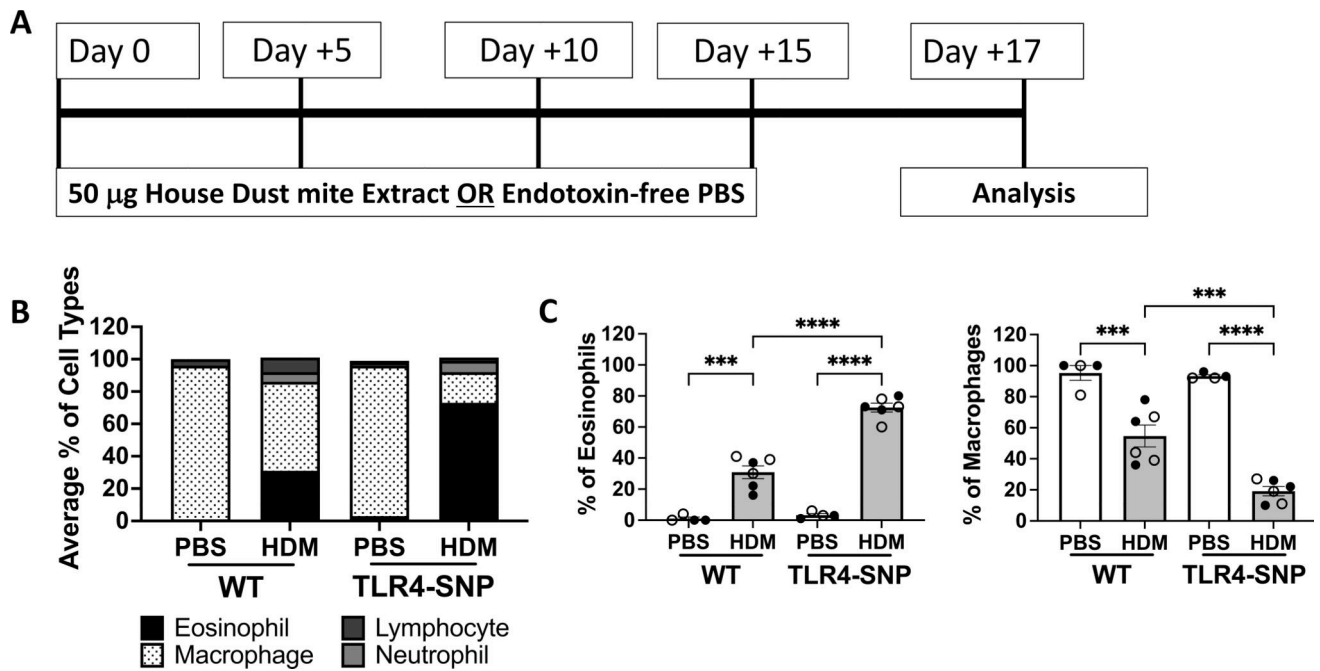 A
Day 0 Day +5 Day +10 Day +15 Day +17
50 μg House Dust mite Extract OR Endotoxin-free PBS
Analysis
B
Average % of Cell Types
120
100
80
60
40
20
0
PBS HDM PBS HDM
WT TLR4-SNP
Eosinophil Lymphocyte
Macrophage Neutrophil
C
% of Eosinophils
120
100
80
60
40
20
0
*** **** ****
PBS HDM PBS HDM
WT TLR4-SNP
% of Macrophages
120
100
80
60
40
20
0
*** *** ****
PBS HDM PBS HDM
WT TLR4-SNP